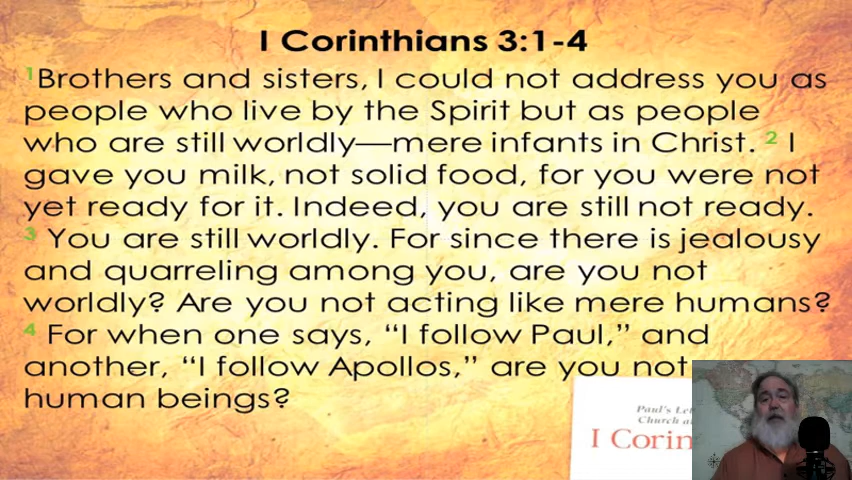 I Corinthians 3:1-4
¹Brothers and sisters, I could not address you as
people who live by the Spirit but as people
who are still worldly—mere infants in Christ. ² I
gave you milk, not solid food, for you were not
yet ready for it. Indeed, you are still not ready.
³ You are still worldly. For since there is jealousy
and quarreling among you, are you not
worldly? Are you not acting like mere humans?
⁴ For when one says, “I follow Paul,” and
another, “I follow Apollos,” are you not
human beings?
Paul's
Church
I